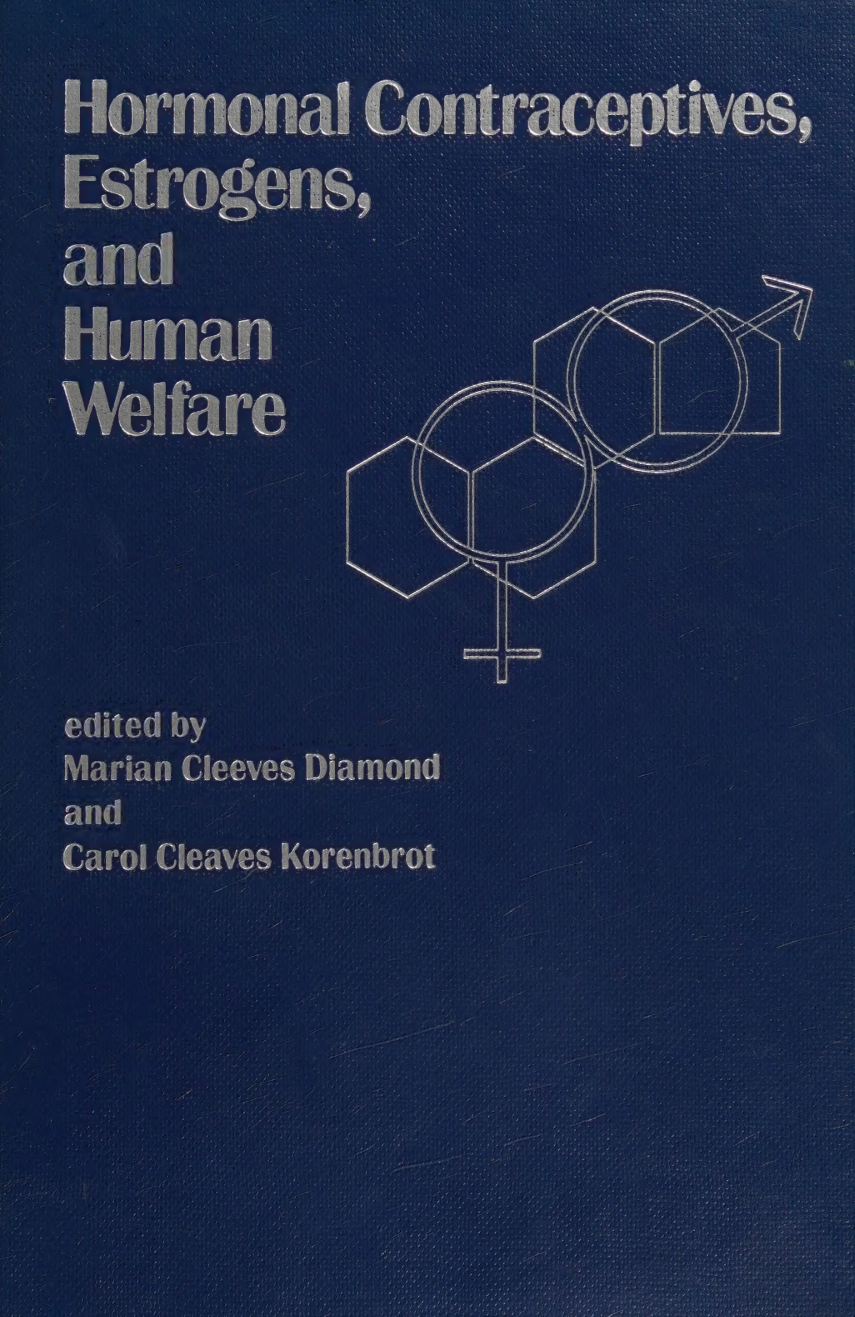 Hormonal Contraceptives,
Estrogens,
and
Human
Welfare
edited by
Marian Cleeves Diamond
and
Carol Cleaves Korenbrot